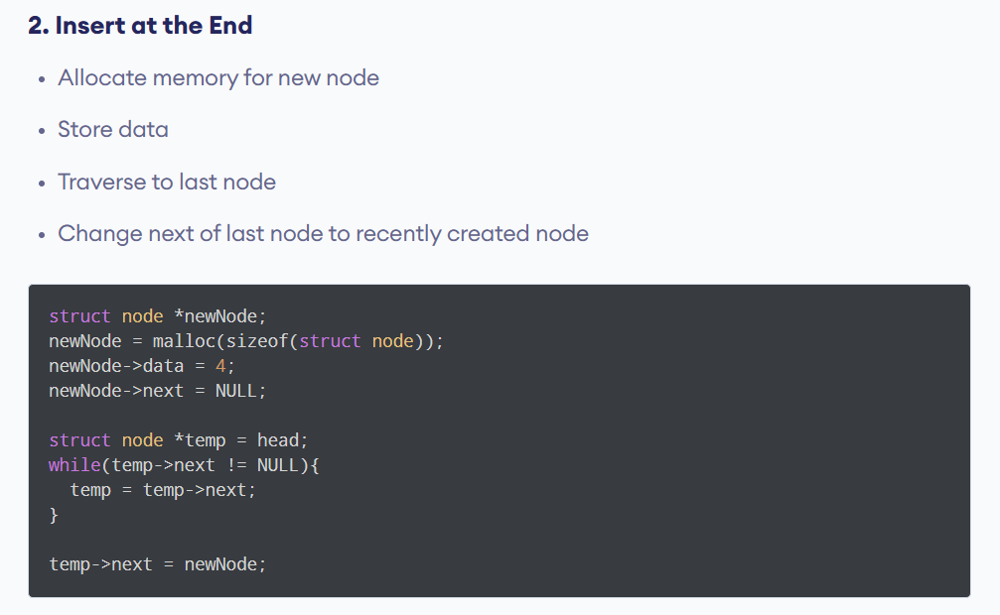 2. Insert at the End
• Allocate memory for new node
• Store data
• Traverse to last node
• Change next of last node to recently created node
struct node *newNode;
newNode = malloc(sizeof(struct node));
newNode->data = 4;
newNode->next = NULL;
struct node *temp = head;
while(temp->next != NULL){
  temp = temp->next;
}
temp->next = newNode;